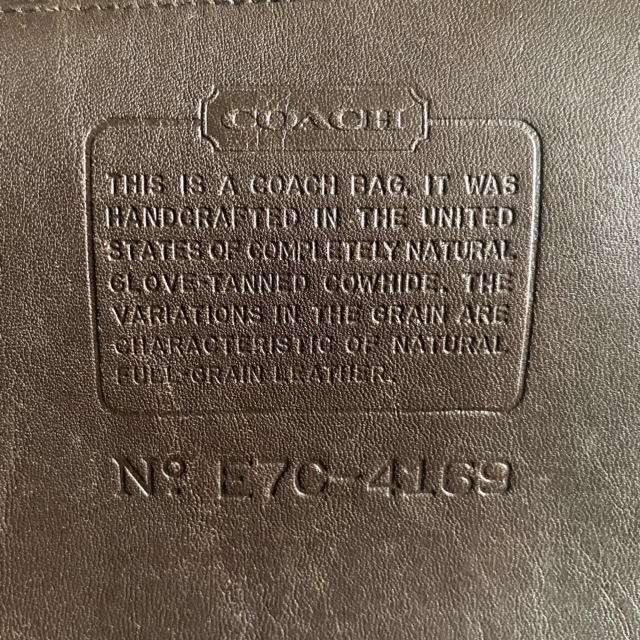 COACH
THIS IS A COACH BAG. IT WAS
HANDCRAFTED IN THE UNITED
STATES OF COMPLETELY NATURAL
GLOVE-TANNED COWHIDE. THE
VARIATIONS IN THE GRAIN ARE
CHARACTERISTIC OF NATURAL
FULL-GRAIN LEATHER.
Nº E7C-4169